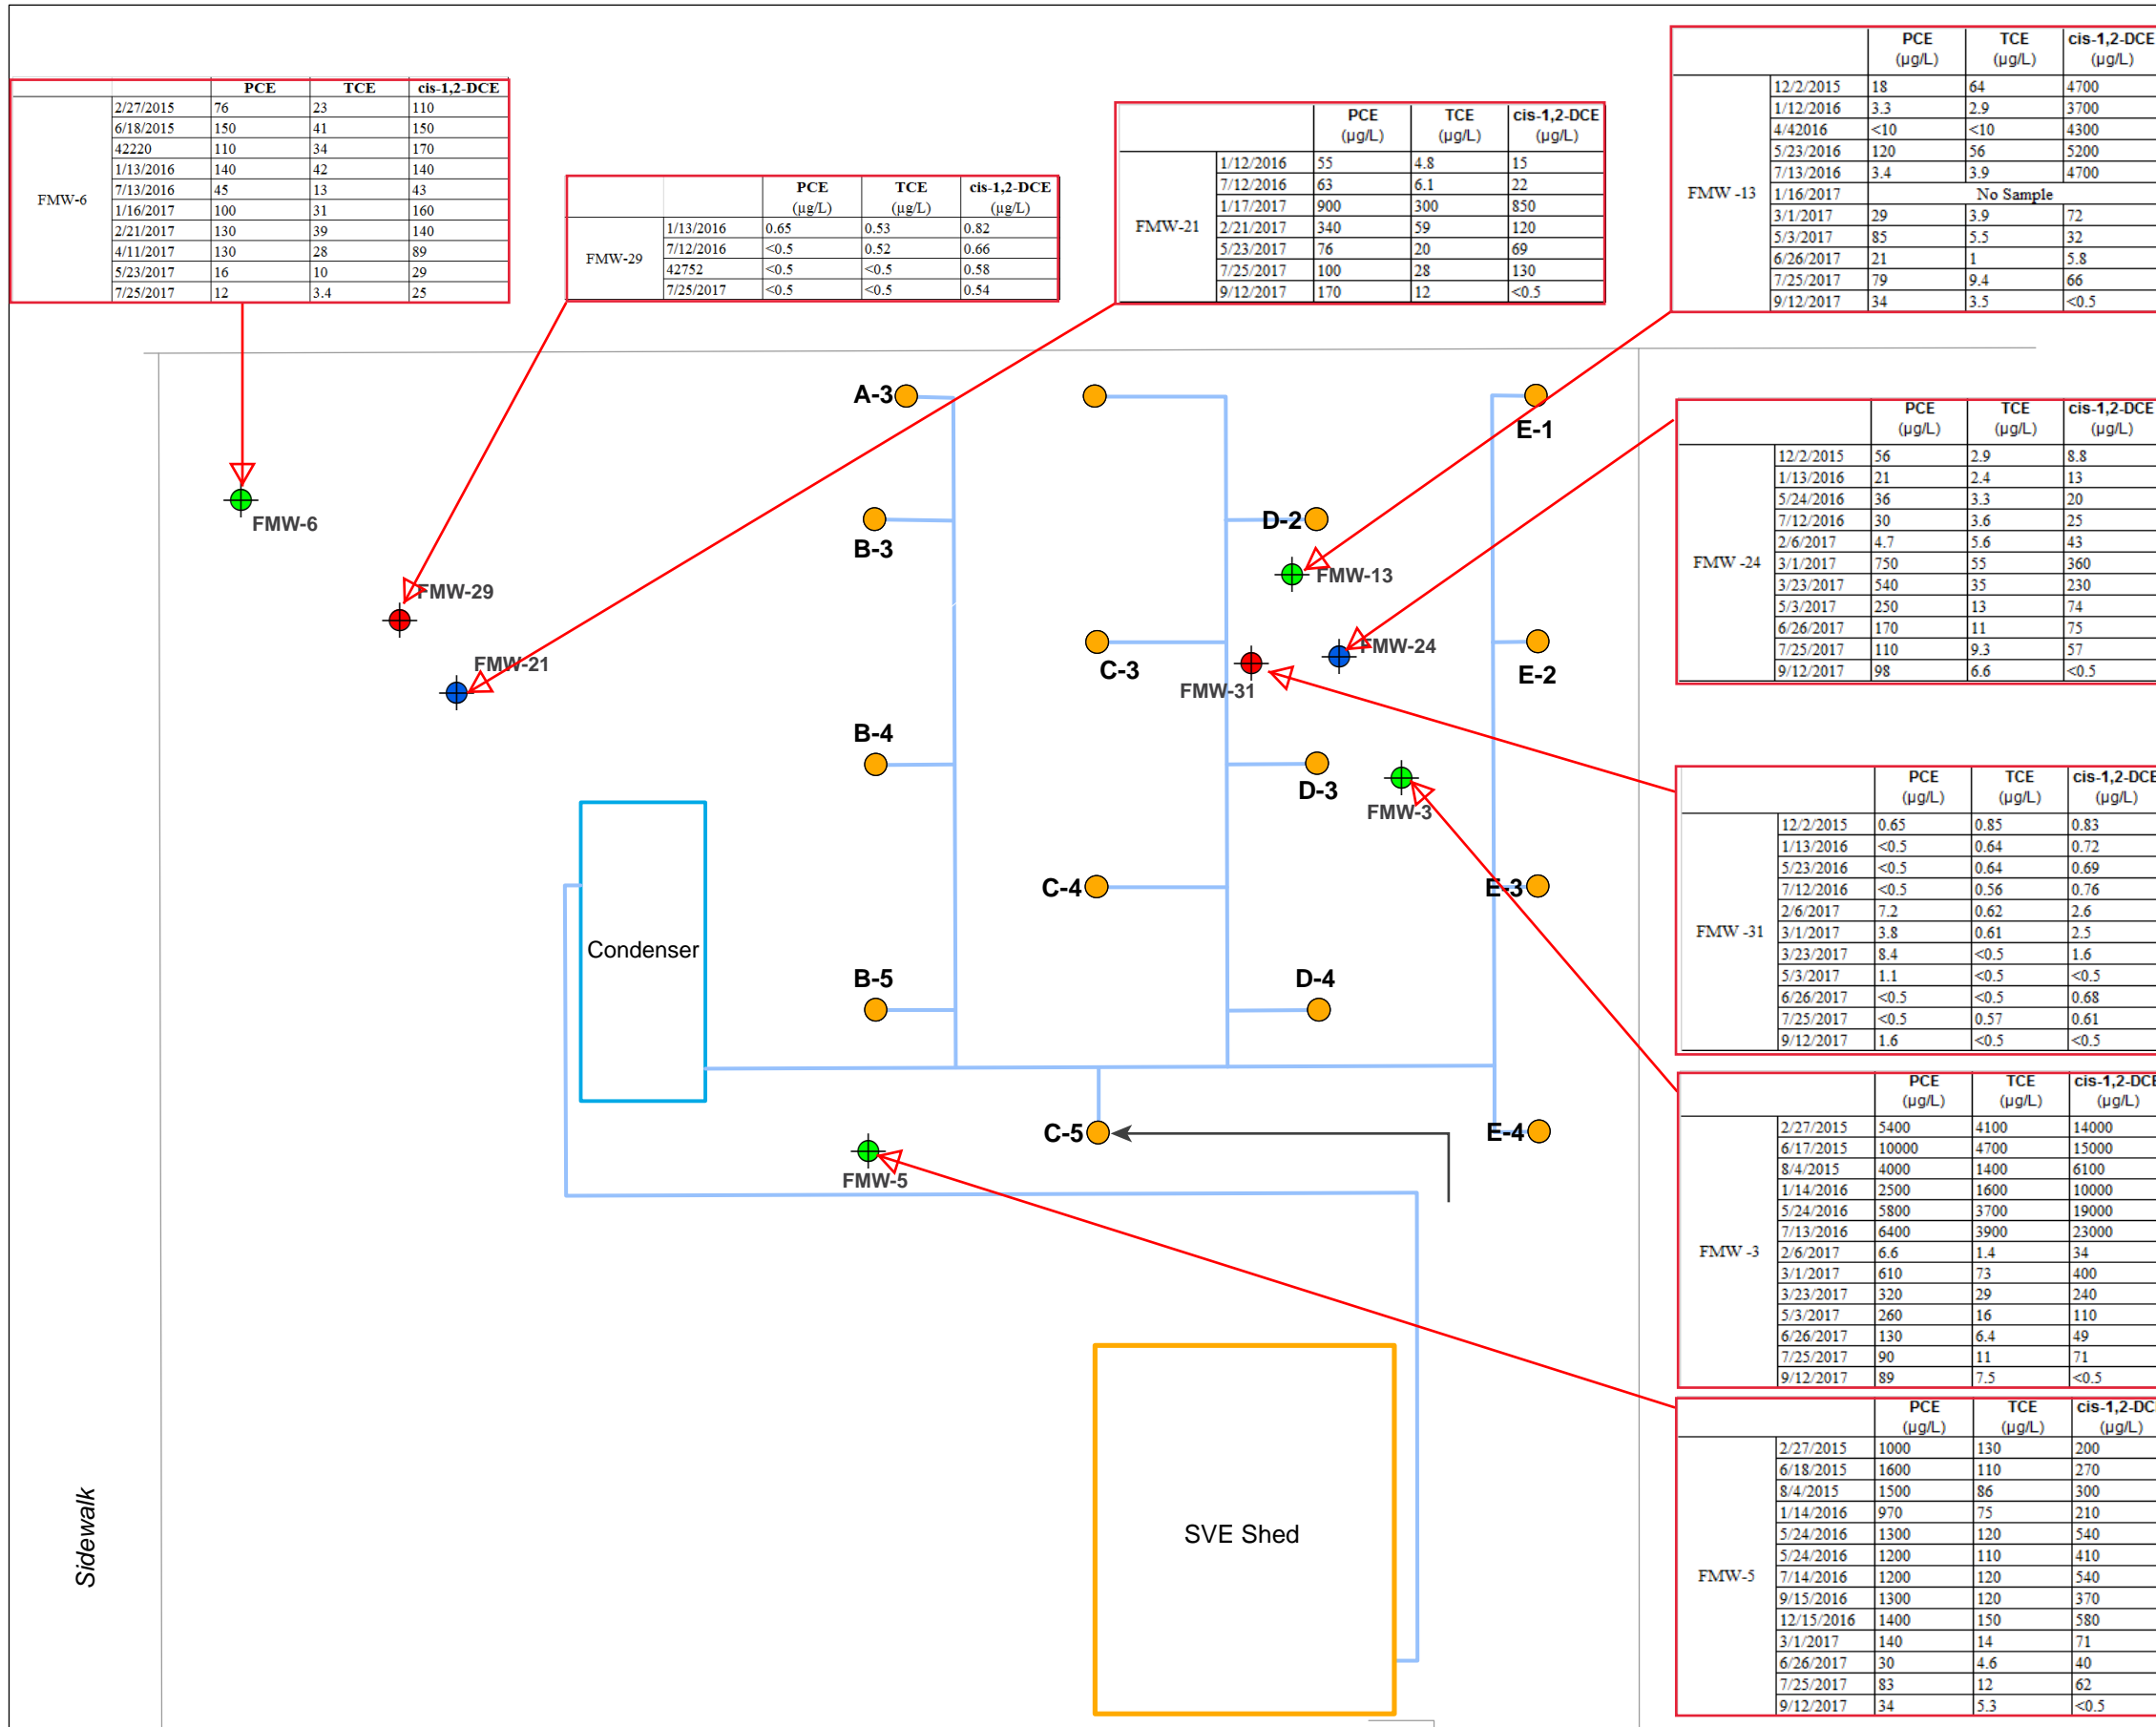 PCE TCE cis-1,2-DCE
FMW-6
2/27/2015 76 23 110
6/18/2015 150 41 150
42220 110 34 170
1/13/2016 140 42 140
7/13/2016 45 13 43
1/16/2017 100 31 160
2/21/2017 130 39 140
4/11/2017 130 28 89
5/23/2017 16 10 29
7/25/2017 12 3.4 25
PCE TCE cis-1,2-DCE
(µg/L) (µg/L) (µg/L)
FMW-29
1/13/2016 0.65 0.53 0.82
7/12/2016 <0.5 0.52 0.66
42752 <0.5 <0.5 0.58
7/25/2017 <0.5 <0.5 0.54
PCE TCE cis-1,2-DCE
(µg/L) (µg/L) (µg/L)
FMW-21
1/12/2016 55 4.8 15
7/12/2016 63 6.1 22
1/17/2017 900 300 850
2/21/2017 340 59 120
5/23/2017 76 20 69
7/25/2017 100 28 130
9/12/2017 170 12 <0.5
PCE TCE cis-1,2-DCE
(µg/L) (µg/L) (µg/L)
FMW -13
12/2/2015 18 64 4700
1/12/2016 3.3 2.9 3700
4/42016 <10 <10 4300
5/23/2016 120 56 5200
7/13/2016 3.4 3.9 4700
1/16/2017 No Sample
3/1/2017 29 3.9 72
5/3/2017 85 5.5 32
6/26/2017 21 1 5.8
7/25/2017 79 9.4 66
9/12/2017 34 3.5 <0.5
PCE TCE cis-1,2-DCE
(µg/L) (µg/L) (µg/L)
FMW -24
12/2/2015 56 2.9 8.8
1/13/2016 21 2.4 13
5/24/2016 36 3.3 20
7/12/2016 30 3.6 25
2/6/2017 4.7 5.6 43
3/1/2017 750 55 360
3/23/2017 540 35 230
5/3/2017 250 13 74
6/26/2017 170 11 75
7/25/2017 110 9.3 57
9/12/2017 98 6.6 <0.5
PCE TCE cis-1,2-DCE
(µg/L) (µg/L) (µg/L)
FMW -31
12/2/2015 0.65 0.85 0.83
1/13/2016 <0.5 0.64 0.72
5/23/2016 <0.5 0.64 0.69
7/12/2016 <0.5 0.56 0.76
2/6/2017 7.2 0.62 2.6
3/1/2017 3.8 0.61 2.5
3/23/2017 8.4 <0.5 1.6
5/3/2017 1.1 <0.5 <0.5
6/26/2017 <0.5 <0.5 0.68
7/25/2017 <0.5 0.57 0.61
9/12/2017 1.6 <0.5 <0.5
PCE TCE cis-1,2-DCE
(µg/L) (µg/L) (µg/L)
FMW -3
2/27/2015 5400 4100 14000
6/17/2015 10000 4700 15000
8/4/2015 4000 1400 6100
1/14/2016 2500 1600 10000
5/24/2016 5800 3700 19000
7/13/2016 6400 3900 23000
2/6/2017 6.6 1.4 34
3/1/2017 610 73 400
3/23/2017 320 29 240
5/3/2017 260 16 110
6/26/2017 130 6.4 49
7/25/2017 90 11 71
9/12/2017 89 7.5 <0.5
PCE TCE cis-1,2-DC
(µg/L) (µg/L) (µg/L)
FMW-5
2/27/2015 1000 130 200
6/18/2015 1600 110 270
8/4/2015 1500 86 300
1/14/2016 970 75 210
5/24/2016 1300 120 540
5/24/2016 1200 110 410
7/14/2016 1200 120 540
9/15/2016 1300 120 370
12/15/2016 1400 150 580
3/1/2017 140 14 71
6/26/2017 30 4.6 40
7/25/2017 83 12 62
9/12/2017 34 5.3 <0.5
A-3
E-1
FMW-6
B-3
D-2
FMW-13
FMW-29
FMW-21
C-3
FMW-31
FMW-24
E-2
B-4
D-3
FMW-3
C-4
E-3
Condenser
B-5
D-4
C-5
E-4
FMW-5
SVE Shed
Sidewalk